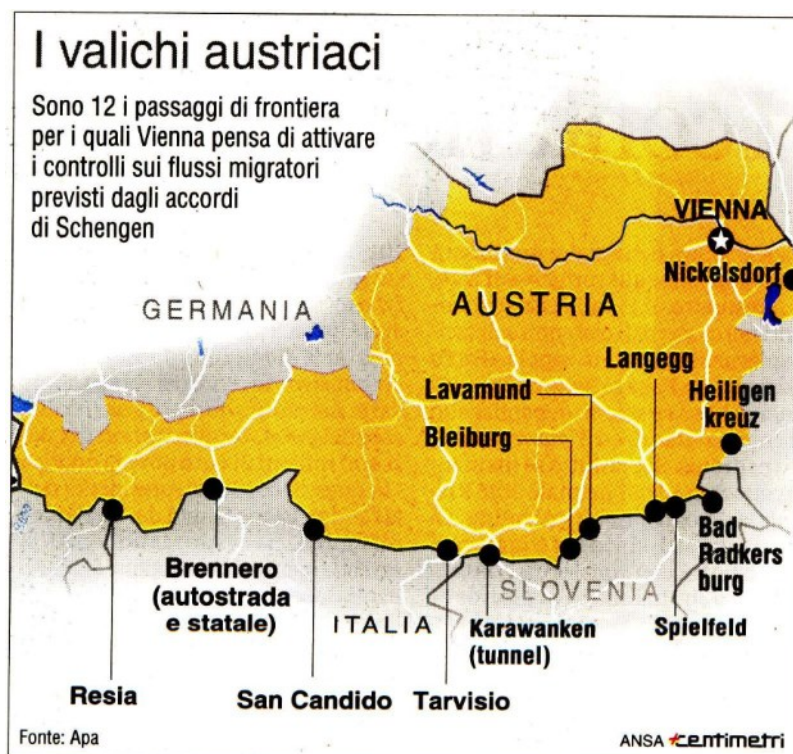 I valichi austriaci
Sono 12 i passaggi di frontiera
per i quali Vienna pensa di attivare
i controlli sui flussi migratori
previsti dagli accordi
di Schengen
VIENNA
Nickelsdorf
GERMANIA
AUSTRIA
Langegg
Lavamund
Heiligen
kreuz
Bleiburg
Bad
Radkers
burg
Brennero
(autostrada
e statale)
SLOVENIA
ITALIA
Karawanken
(tunnel)
Spielfeld
Resia
San Candido
Tarvisio
Fonte: Apa
ANSA centimetri